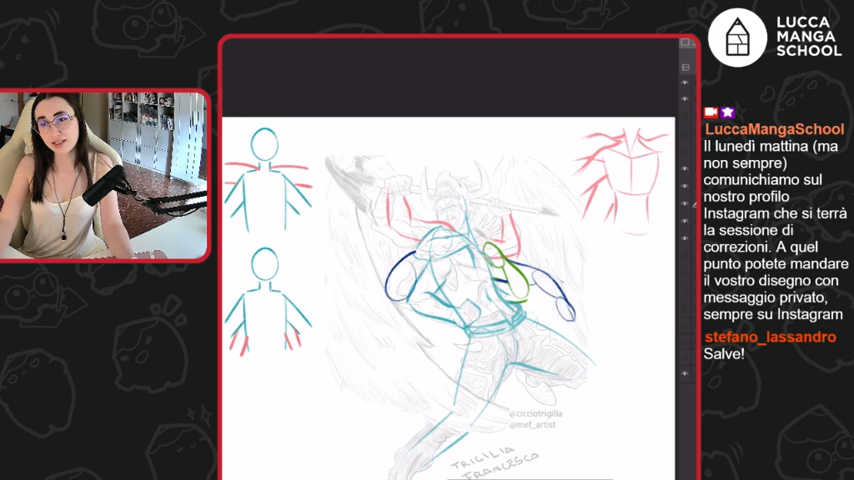 LUCCA
MANGA
SCHOOL
LuccaMangaSchool
Il lunedì mattina (ma
non sempre)
comunichiamo sul
nostro profilo
Instagram che si terrà
la sessione di
correzioni. A quel
punto potete mandare
il vostro disegno con
messaggio privato,
sempre su Instagram
stefano_lassandro
Salve!
@cicciotrigilia
@mef_artist
TRIGILIA
FRANCESCO